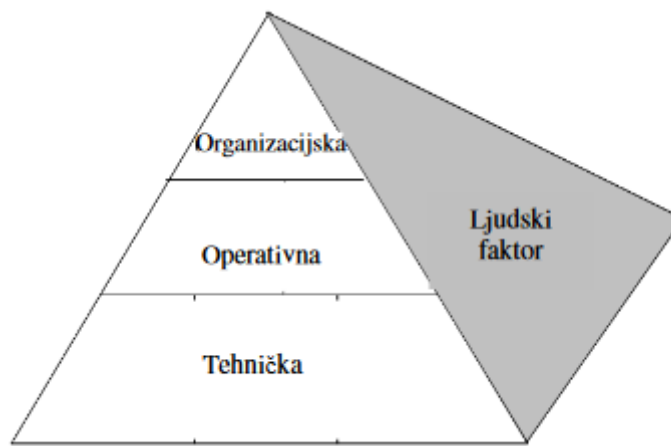 Organizacijska
Operativna
Ljudski
faktor
Tehnička